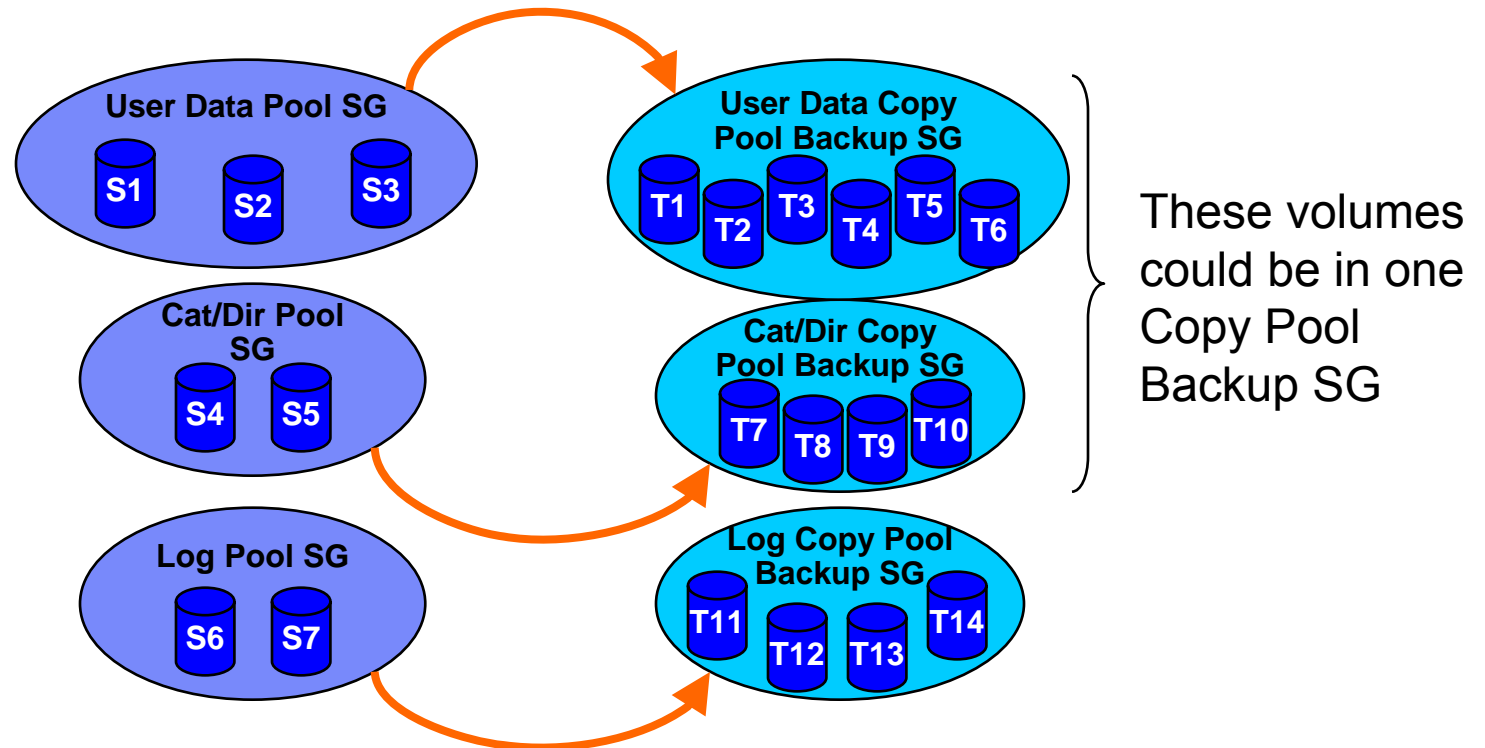 User Data Pool SG
S1
S2
S3
User Data Copy
Pool Backup SG
T1
T2
T3
T4
T5
T6
Cat/Dir Pool
SG
S4
S5
Cat/Dir Copy
Pool Backup SG
T7
T8
T9
T10
Log Pool SG
S6
S7
Log Copy Pool
Backup SG
T11
T12
T13
T14
These volumes
could be in one
Copy Pool
Backup SG